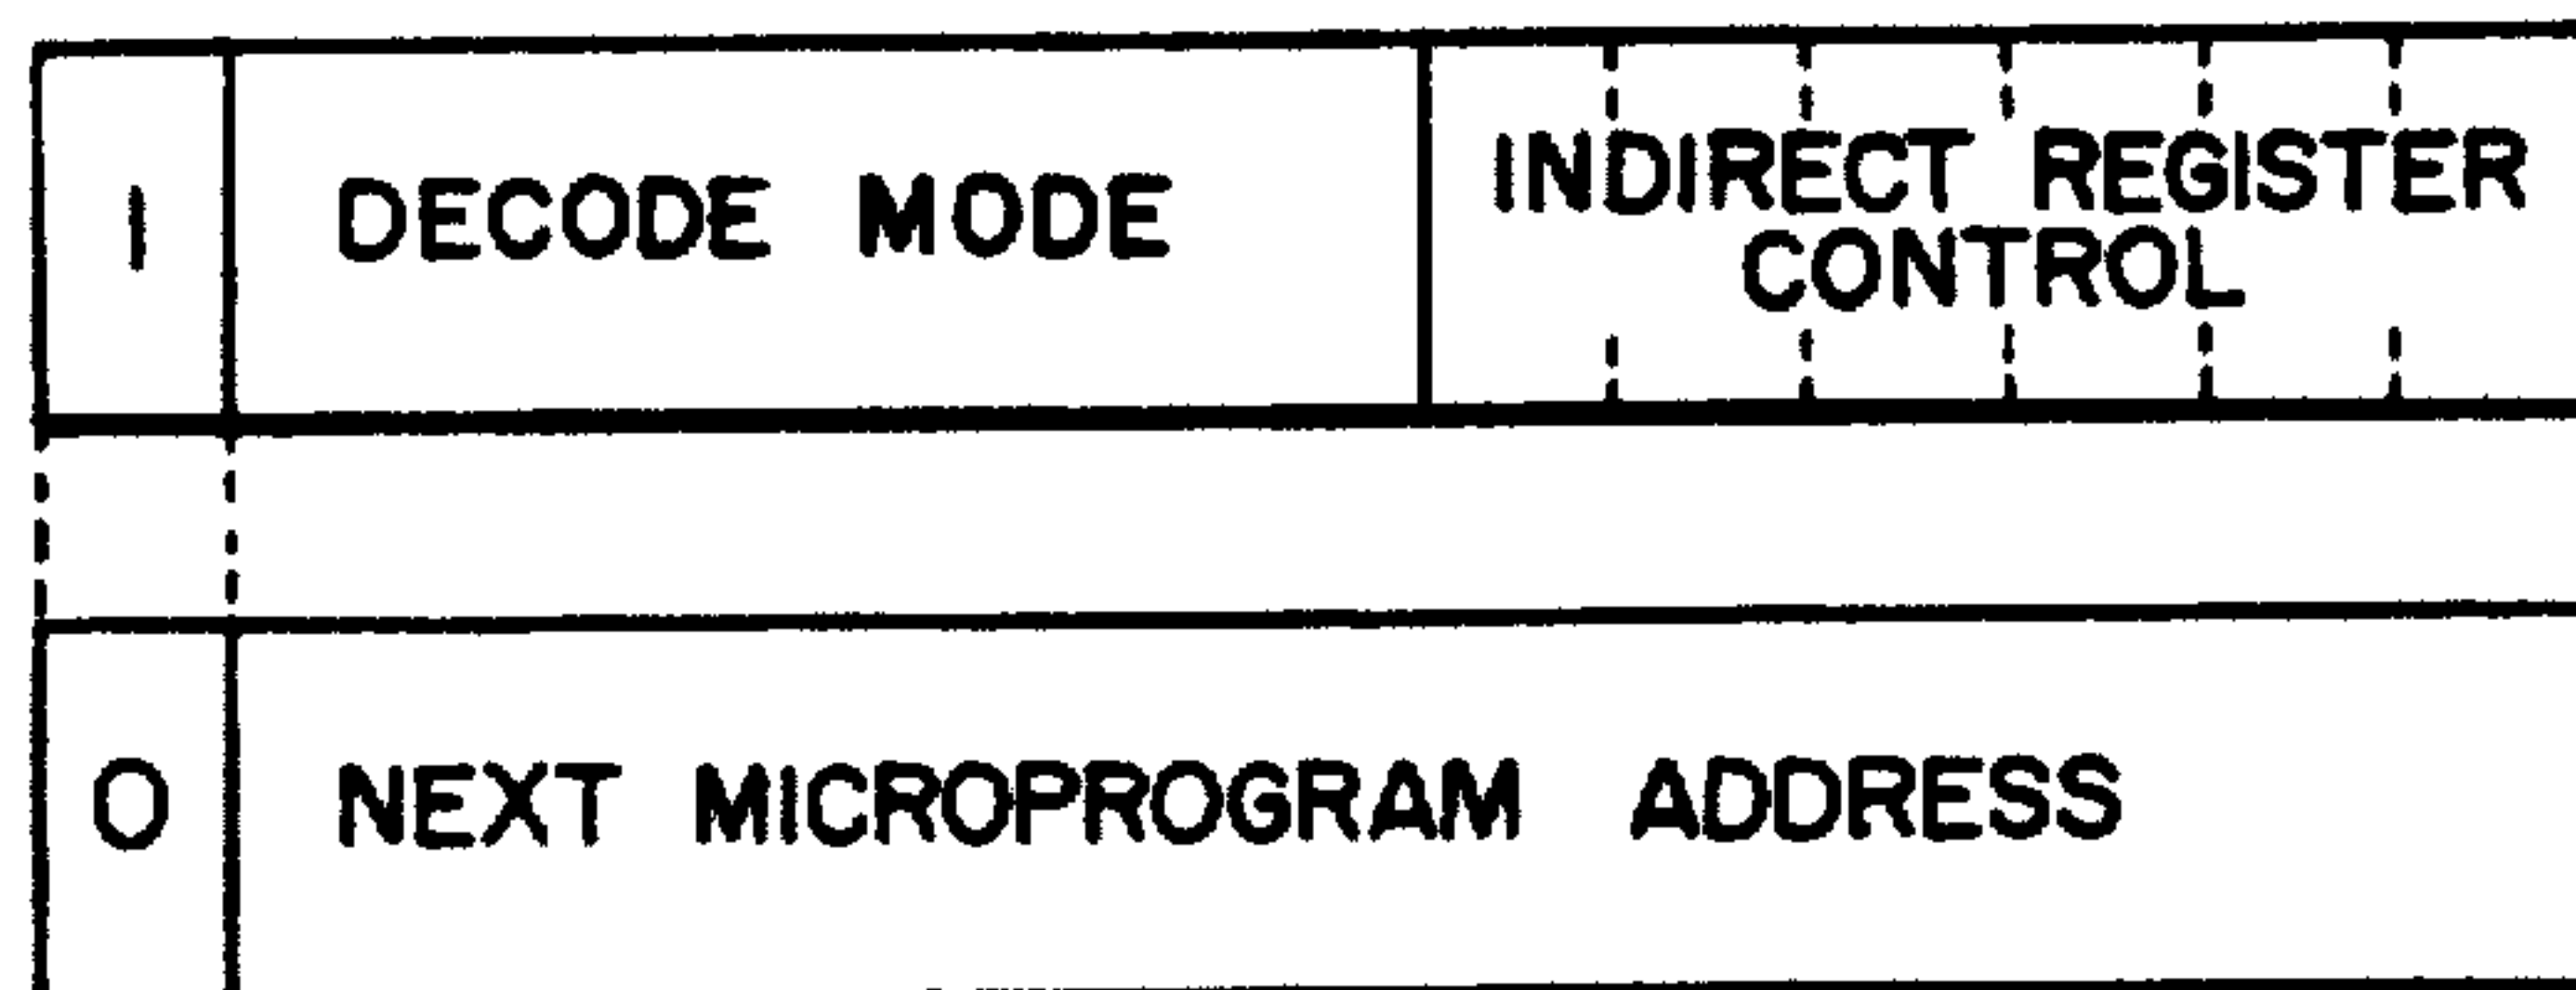 1 DECODE MODE INDIRECT REGISTER
CONTROL
0 NEXT MICROPROGRAM ADDRESS